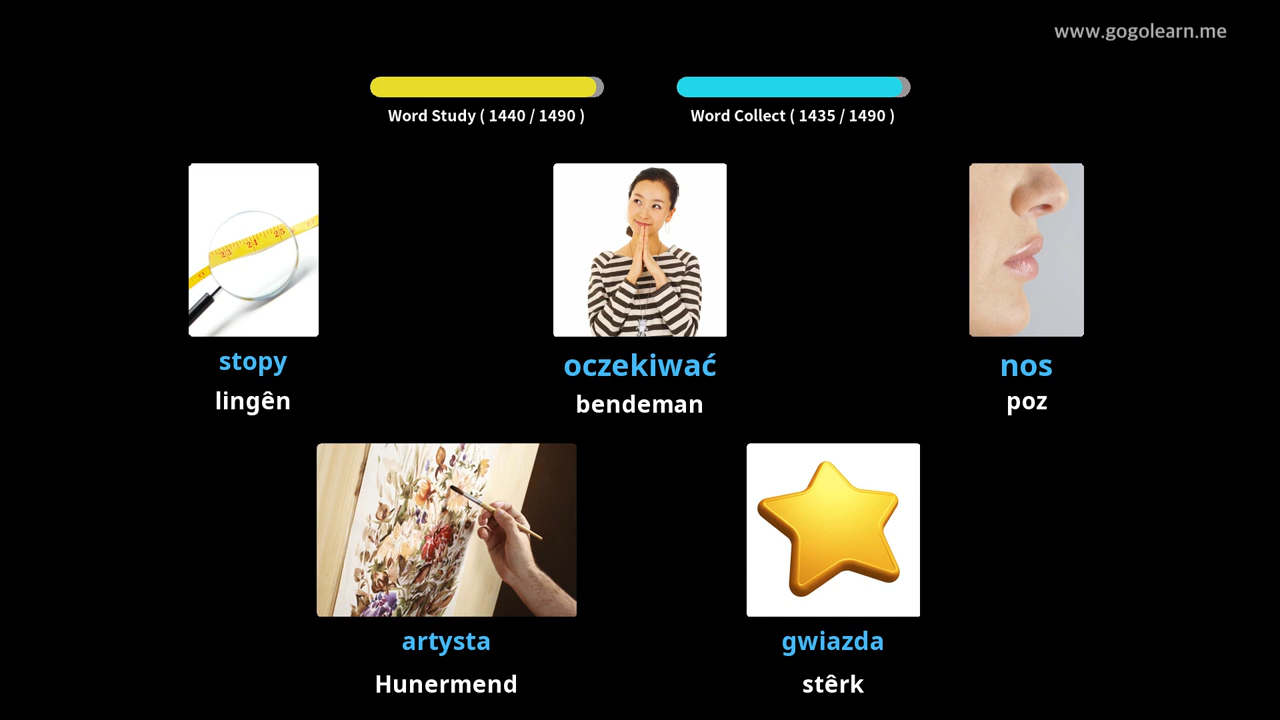 www.gogolearn.me
Word Study ( 1440 / 1490 )
Word Collect ( 1435 / 1490 )
stopy
lingên
oczekiwać
bendeman
nos
poz
artysta
Hunermend
gwiazda
stêrk